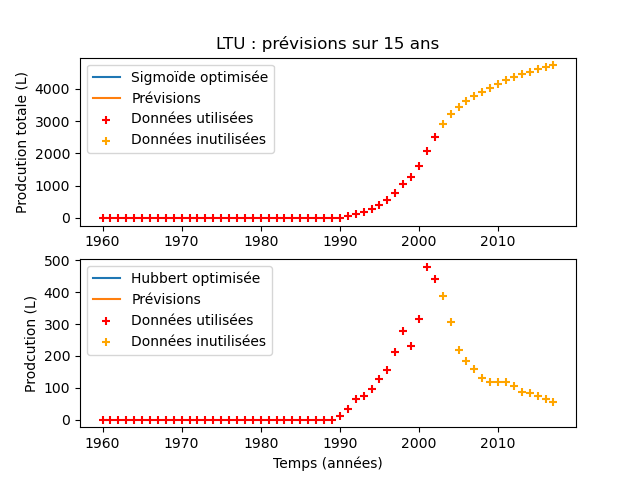 LTU : prévisions sur 15 ans
Prodcution totale (L)
4000
3000
2000
1000
0
Sigmoïde optimisée
Prévisions
Données utilisées
Données inutilisées
1960 1970 1980 1990 2000 2010
Prodcution (L)
500
400
300
200
100
0
Hubbert optimisée
Prévisions
Données utilisées
Données inutilisées
1960 1970 1980 1990 2000 2010
Temps (années)